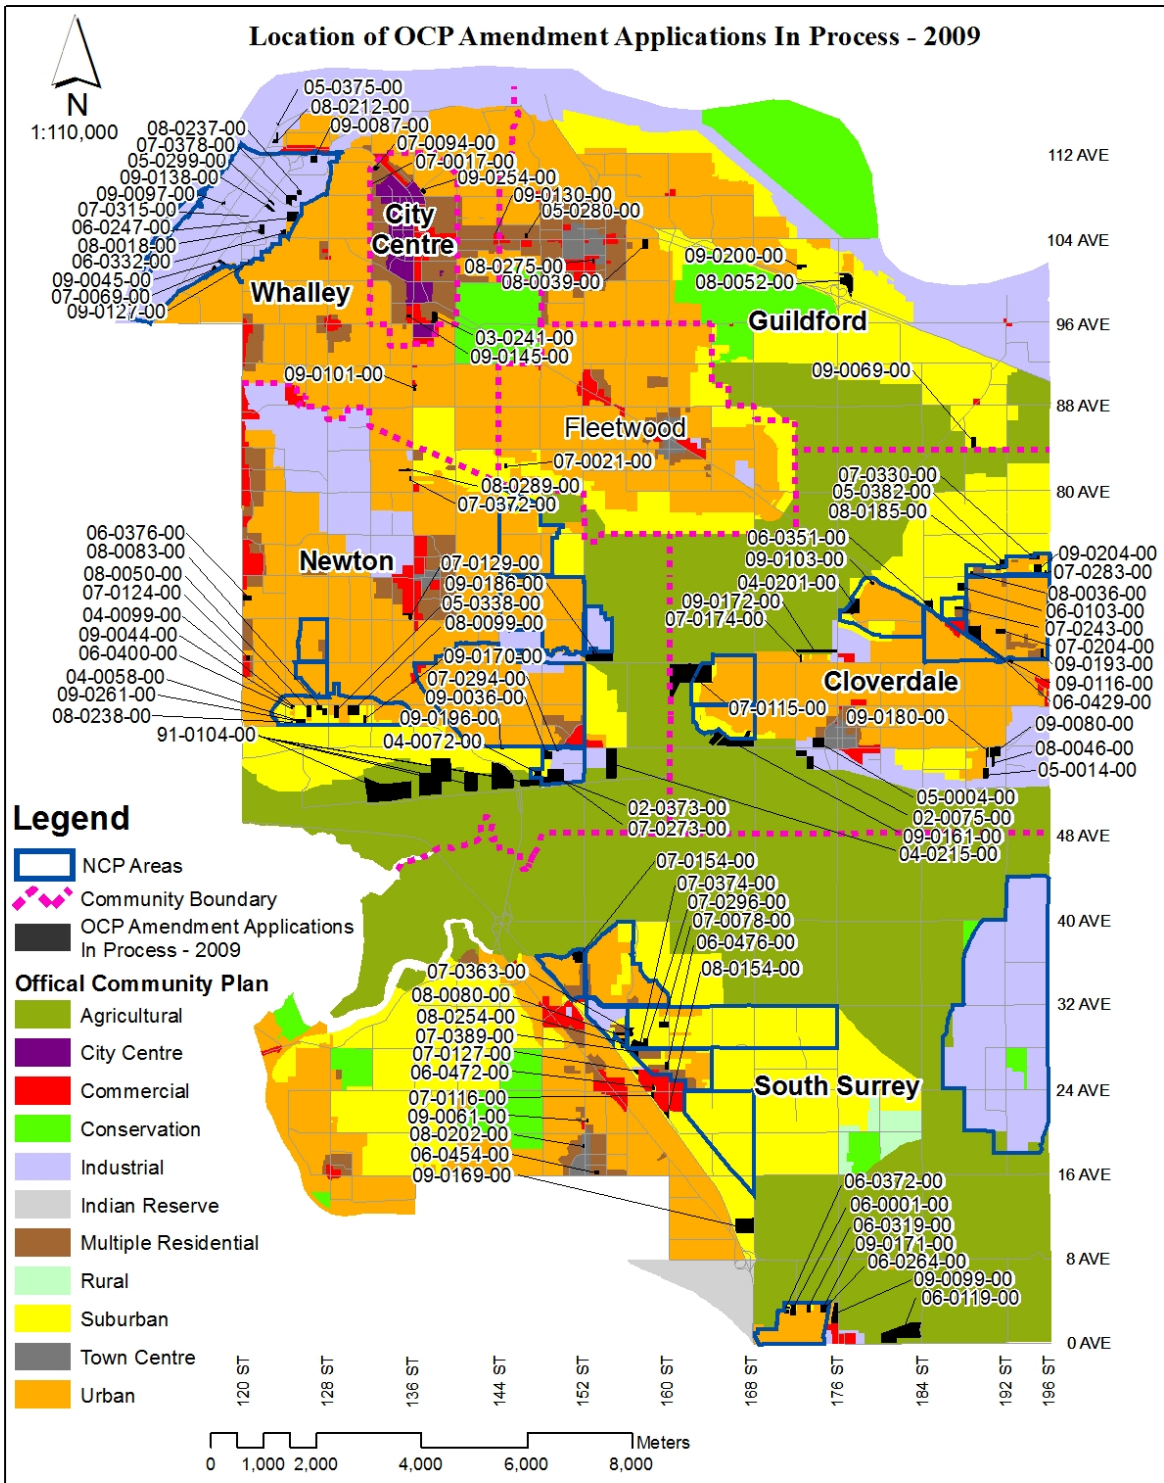 Location of OCP Amendment Applications In Process - 2009
N
1:110,000
05-0375-00
08-0212-00
09-0087-00
08-0237-00
07-0378-00
05-0299-00
09-0138-00
09-0097-00
07-0315-00
06-0247-00
08-0018-00
06-0332-00
09-0045-00
07-0069-00
09-0127-00
07-0094-00
07-0017-00
09-0254-00
09-0130-00
05-0280-00
City
Centre
Whalley
08-0275-00
08-0039-00
09-0200-00
08-0052-00
Guildford
03-0241-00
09-0145-00
09-0101-00
09-0069-00
Fleetwood
07-0021-00
08-0289-00
07-0372-00
07-0330-00
05-0382-00
08-0185-00
06-0351-00
09-0103-00
04-0201-00
09-0172-00
07-0174-00
09-0204-00
07-0283-00
08-0036-00
06-0103-00
07-0243-00
07-0204-00
09-0193-00
09-0116-00
06-0429-00
09-0080-00
08-0046-00
05-0014-00
06-0376-00
08-0083-00
08-0050-00
07-0124-00
04-0099-00
09-0044-00
06-0400-00
04-0058-00
09-0261-00
08-0238-00
91-0104-00
Newton
07-0129-00
09-0186-00
05-0338-00
08-0099-00
09-0170-00
07-0294-00
09-0036-00
09-0196-00
04-0072-00
Cloverdale
07-0115-00
09-0180-00
05-0004-00
02-0075-00
09-0161-00
04-0215-00
02-0373-00
07-0273-00
07-0154-00
07-0374-00
07-0296-00
07-0078-00
06-0476-00
08-0154-00
07-0363-00
08-0080-00
08-0254-00
07-0389-00
07-0127-00
06-0472-00
07-0116-00
09-0061-00
08-0202-00
06-0454-00
09-0169-00
South Surrey
06-0372-00
06-0001-00
06-0319-00
09-0171-00
06-0264-00
09-0099-00
06-0119-00
112 AVE
104 AVE
96 AVE
88 AVE
80 AVE
48 AVE
40 AVE
32 AVE
24 AVE
16 AVE
8 AVE
0 AVE
Legend
NCP Areas
Community Boundary
OCP Amendment Applications
In Process - 2009
Offical Community Plan
Agricultural
City Centre
Commercial
Conservation
Industrial
Indian Reserve
Multiple Residential
Rural
Suburban
Town Centre
Urban
120 ST
128 ST
136 ST
144 ST
152 ST
160 ST
168 ST
176 ST
184 ST
192 ST
196 ST
Meters
0 1,000 2,000 4,000 6,000 8,000